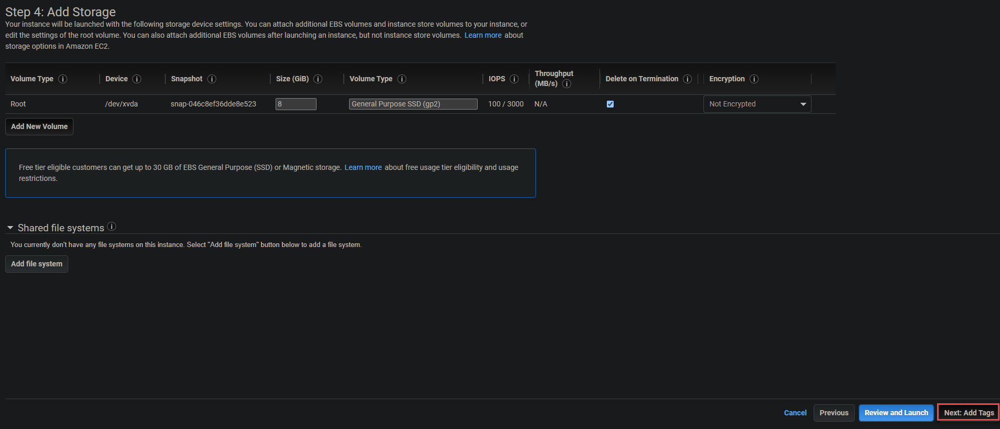 Step 4: Add Storage
Your instance will be launched with the following storage device settings. You can attach additional EBS volumes and instance store volumes to your instance, or
edit the settings of the root volume. You can also attach additional EBS volumes after launching an instance, but not instance store volumes. Learn more about
storage options in Amazon EC2.
Volume Type Device Snapshot Size (GiB) Volume Type IOPS Throughput (MB/s) Delete on Termination Encryption
Root /dev/xvda snap-046c8ef36dde8e523 8 General Purpose SSD (gp2) 100 / 3000 N/A Not Encrypted
Add New Volume
Free tier eligible customers can get up to 30 GB of EBS General Purpose (SSD) or Magnetic storage. Learn more about free usage tier eligibility and usage
restrictions.
Shared file systems
You currently don't have any file systems on this instance. Select "Add file system" button below to add a file system.
Add file system
Cancel Previous Review and Launch Next: Add Tags